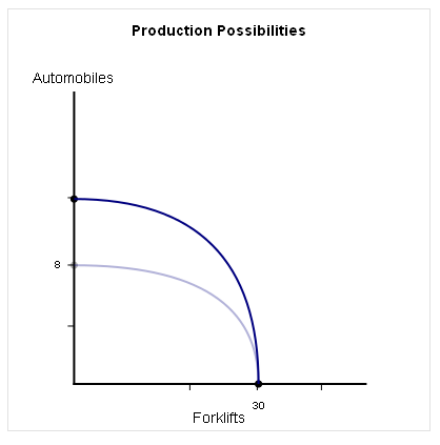 Production Possibilities
Automobiles
8
30
Forklifts